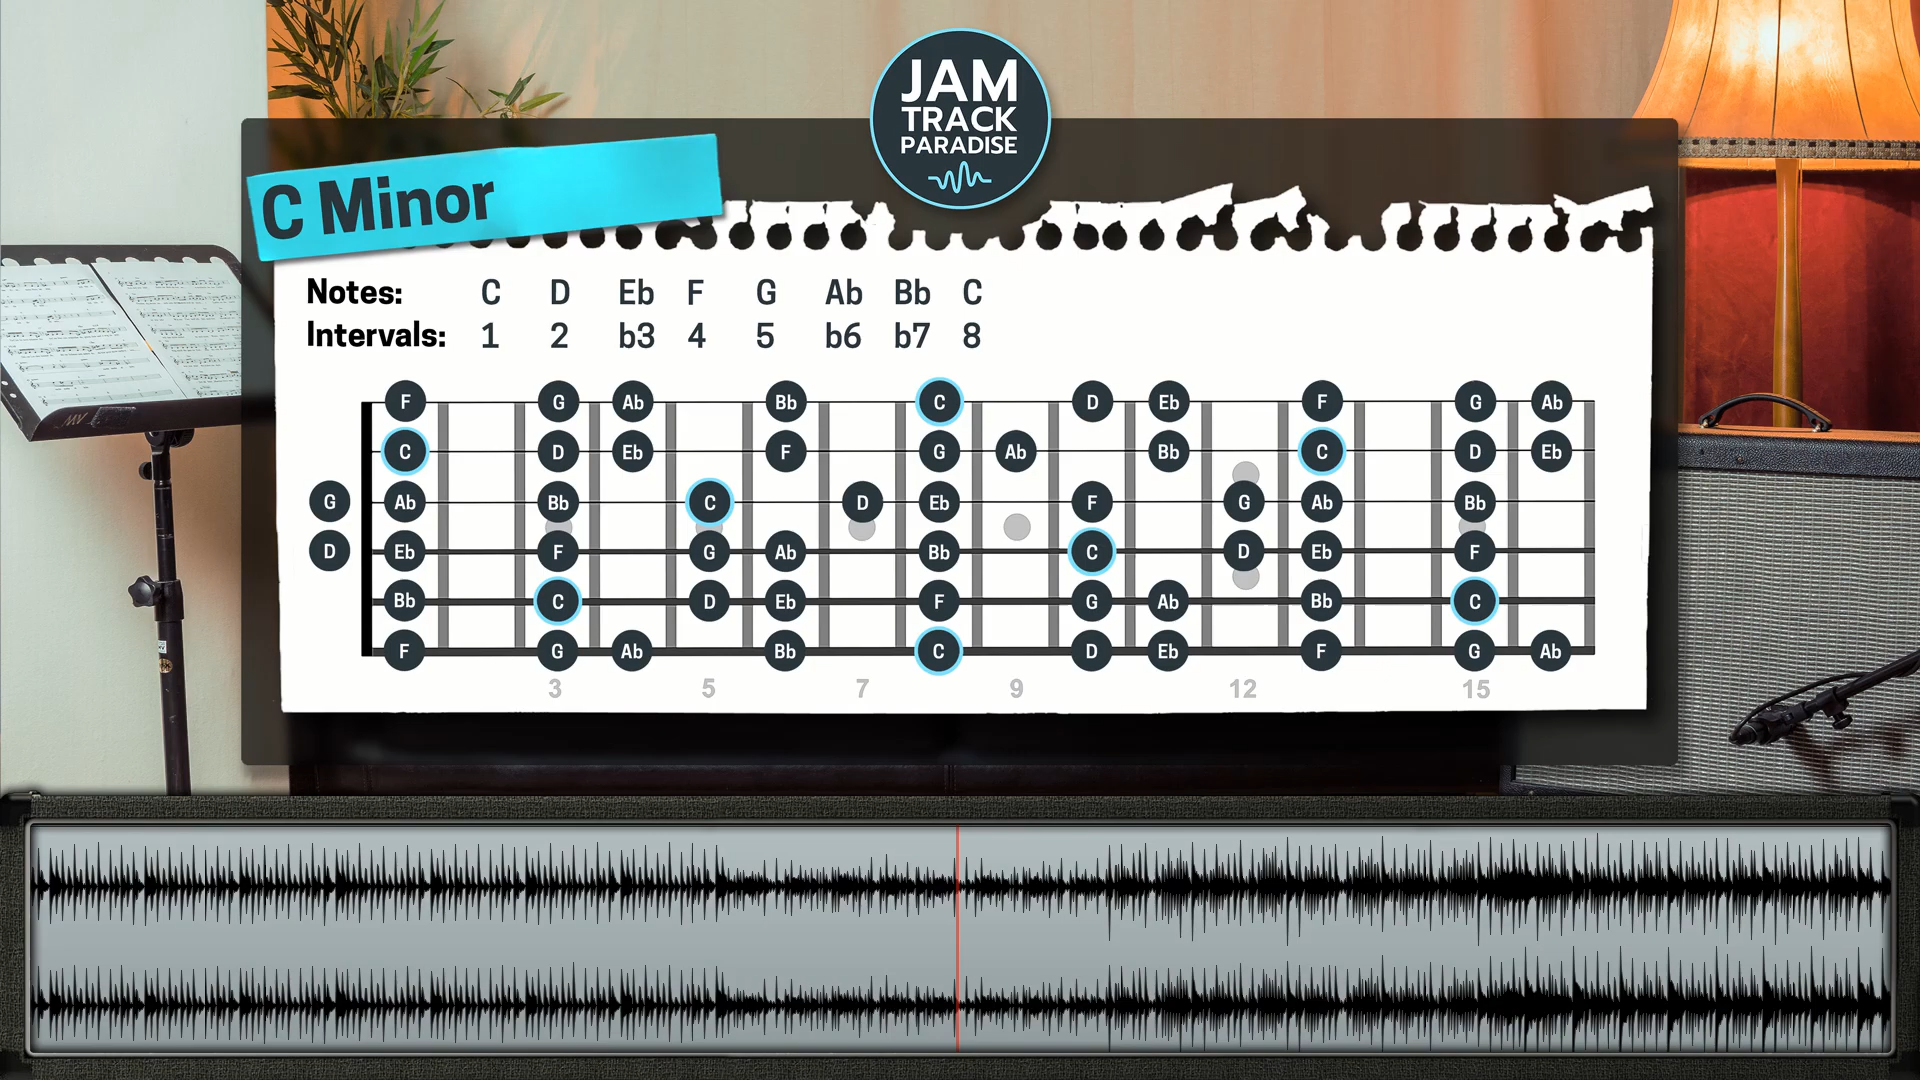 JAM
TRACK
PARADISE
C Minor
Notes: C D Eb F G Ab Bb C
Intervals: 1 2 b3 4 5 b6 b7 8
F G Ab Bb C D Eb F G Ab
C D Eb F G Ab Bb C D Eb
G Ab Bb C D Eb F G Ab Bb
D Eb F G Ab Bb C D Eb F
Bb C D Eb F G Ab Bb C
F G Ab Bb C D Eb F G Ab
3 5 7 9 12 15